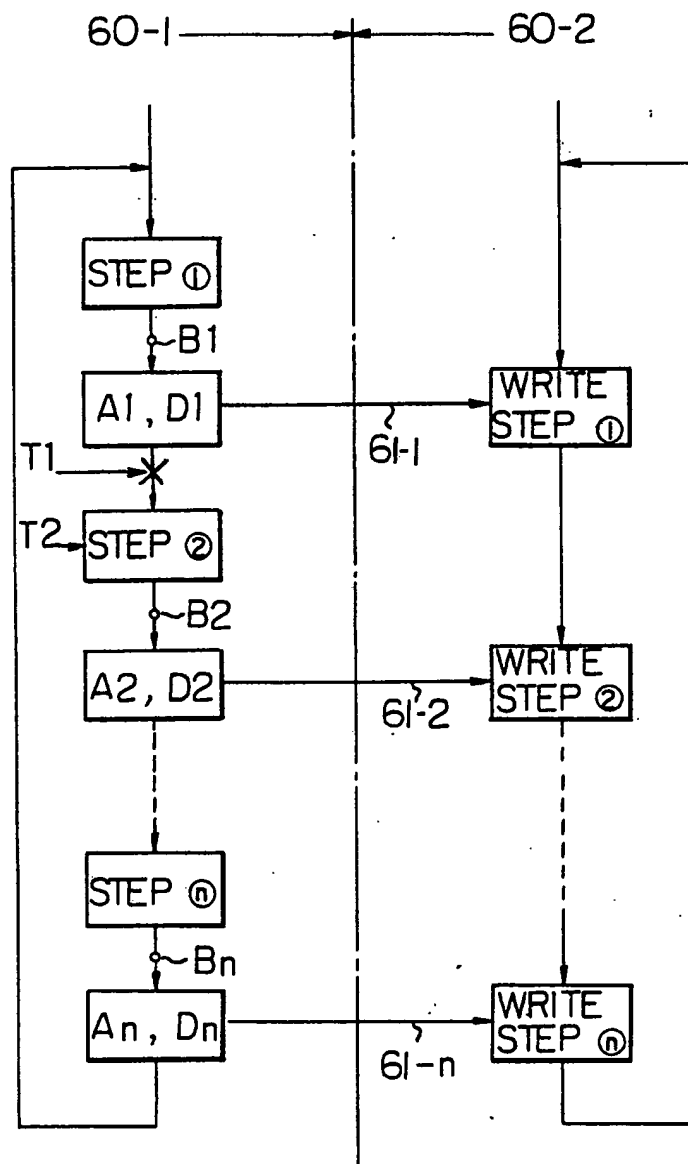 60-1 60-2
STEP ①
B1
A1, D1
WRITE
STEP ①
61-1
T1
T2
STEP ②
B2
A2, D2
WRITE
STEP ②
61-2
STEP ⓝ
Bn
An, Dn
WRITE
STEP ⓝ
61-n